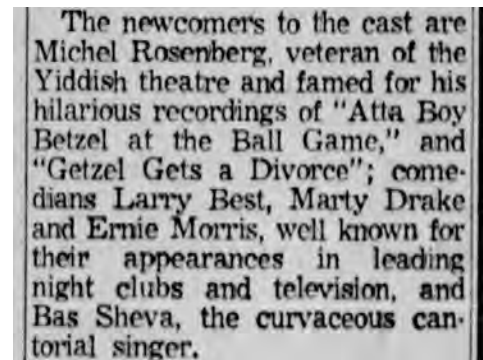 The newcomers to the cast are
Michel Rosenberg, veteran of the
Yiddish theatre and famed for his
hilarious recordings of "Atta Boy
Betzel at the Ball Game," and
"Getzel Gets a Divorce"; come-
dians Larry Best, Marty Drake
and Ernie Morris, well known for
their appearances in leading
night clubs and television, and
Bas Sheva, the curvaceous can-
torial singer.